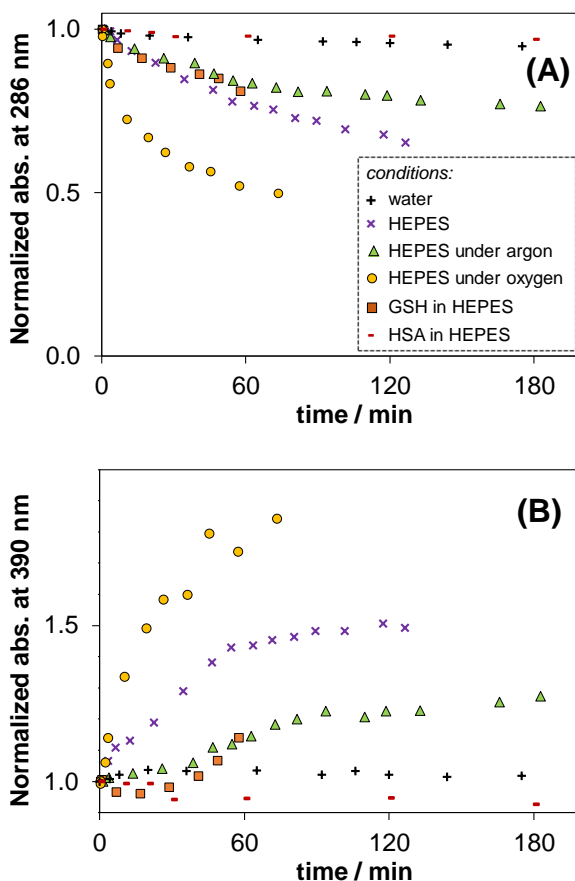 Normalized abs. at 286 nm
1.0
0.5
0.0
(A)
conditions:
water
HEPES
HEPES under argon
HEPES under oxygen
GSH in HEPES
HSA in HEPES
0
60
120
180
time / min
Normalized abs. at 390 nm
1.5
1.0
(B)
0
60
120
180
time / min